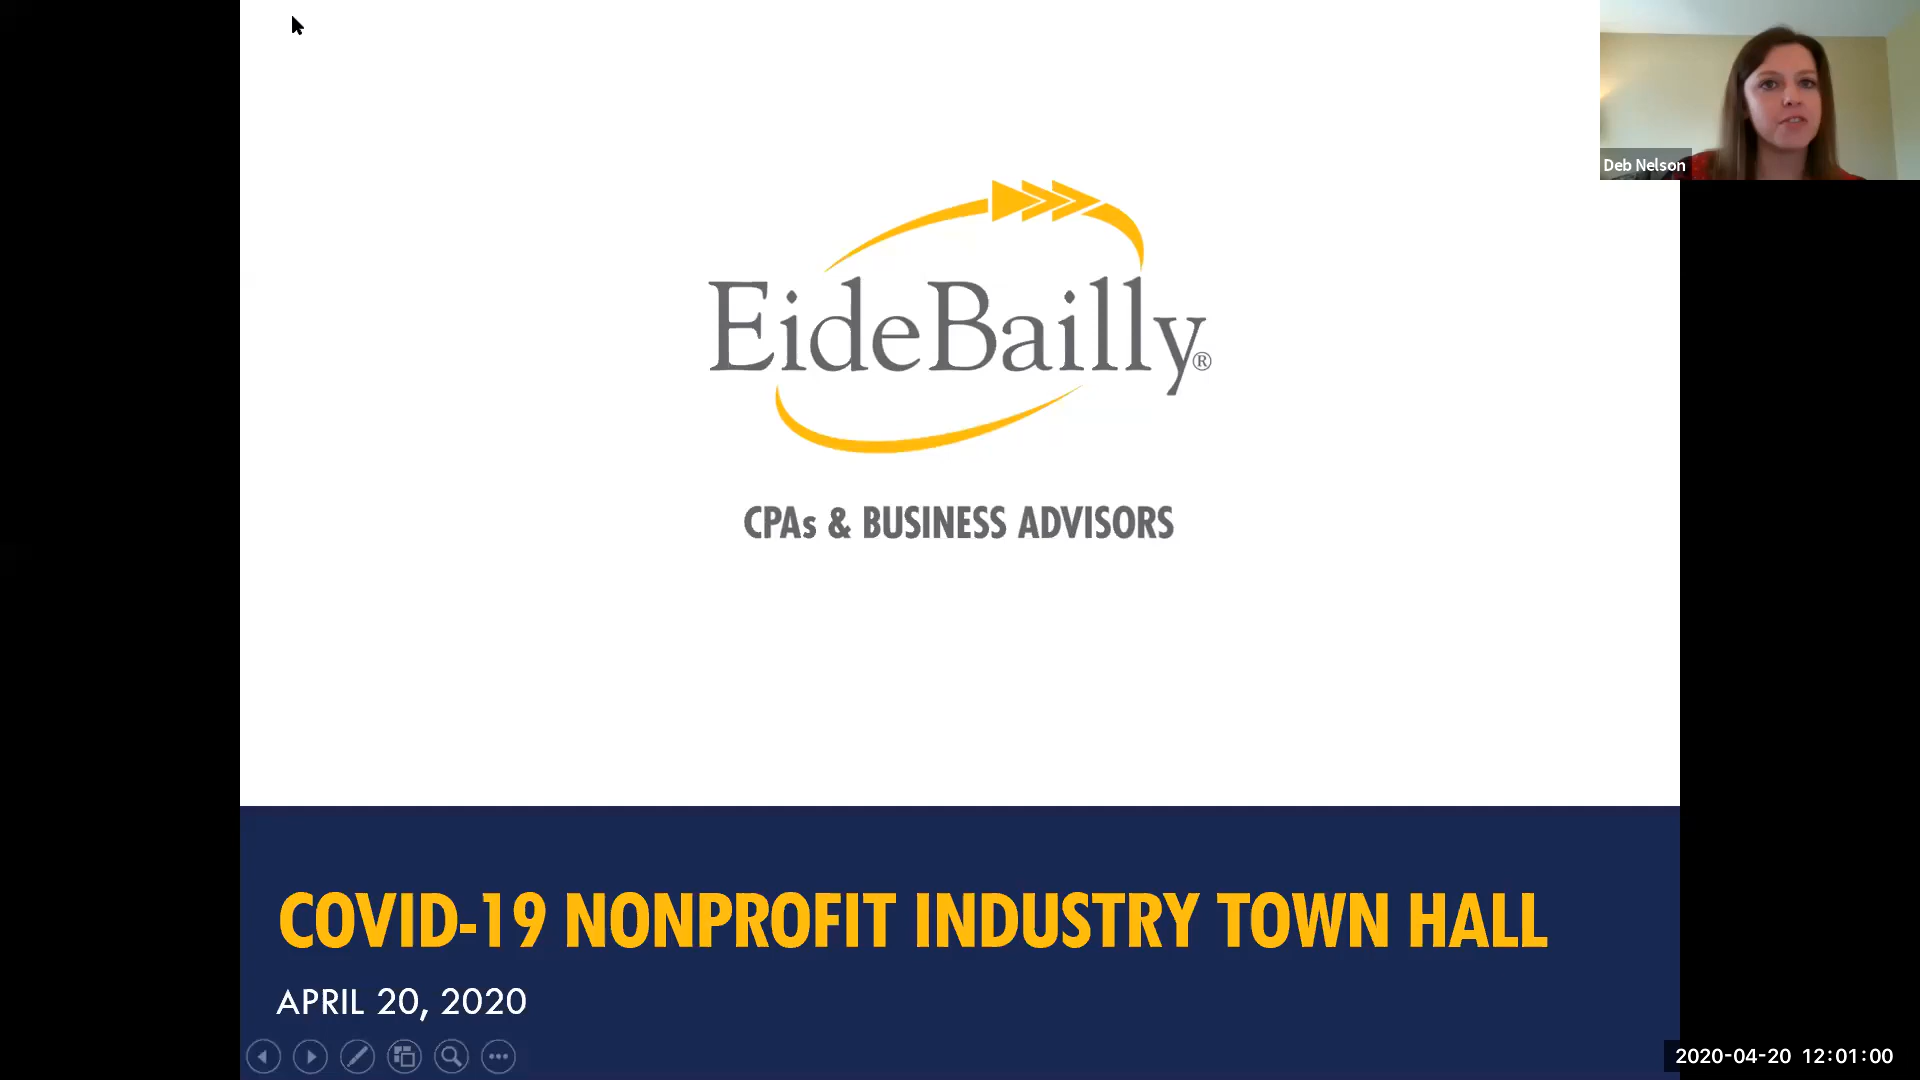 Deb Nelson
EideBailly®
CPAs & BUSINESS ADVISORS
COVID-19 NONPROFIT INDUSTRY TOWN HALL
APRIL 20, 2020
2020-04-20 12:01:00